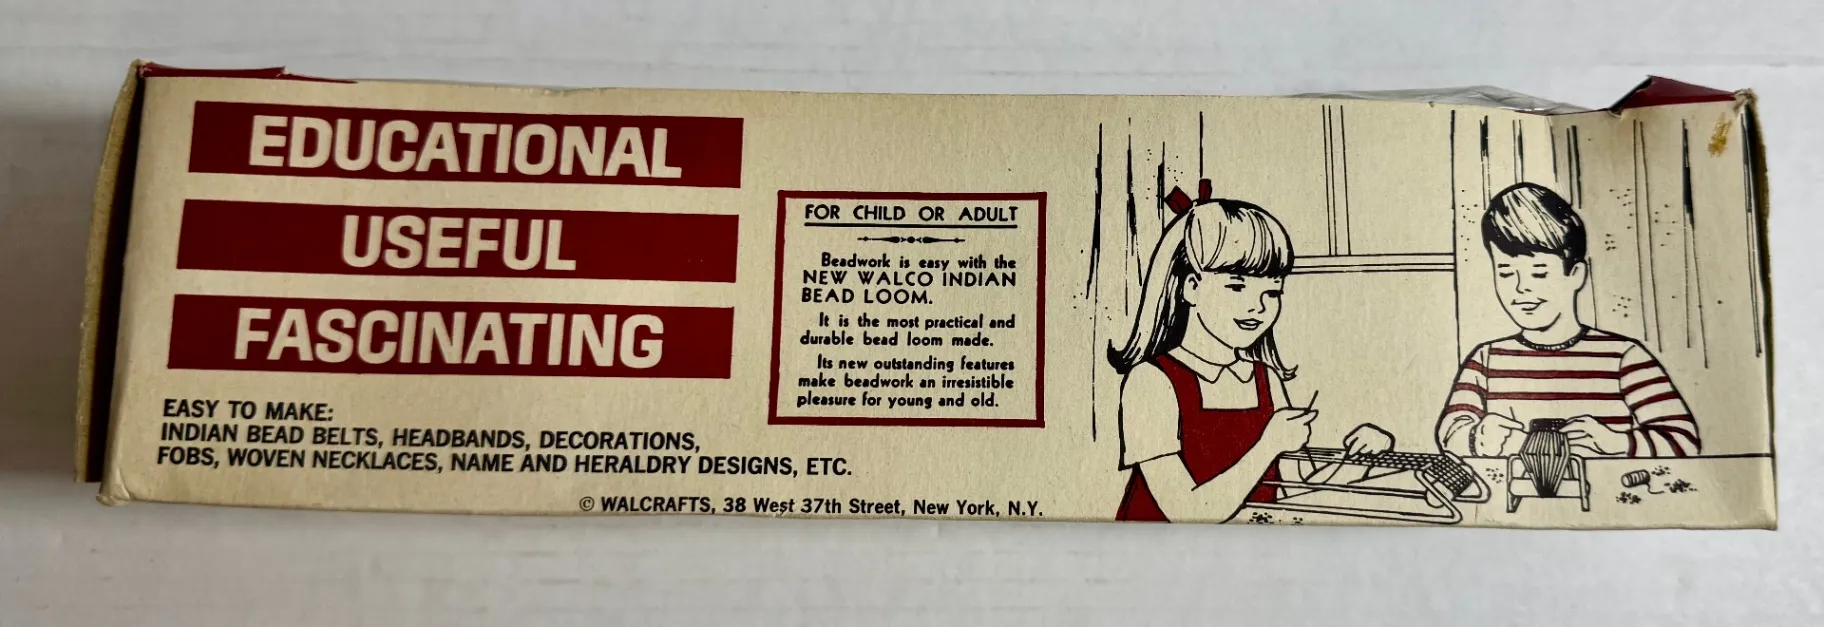 EDUCATIONAL
USEFUL
FASCINATING
EASY TO MAKE:
INDIAN BEAD BELTS, HEADBANDS, DECORATIONS,
FOBS, WOVEN NECKLACES, NAME AND HERALDRY DESIGNS, ETC.
© WALCRAFTS, 38 West 37th Street, New York, N.Y.
FOR CHILD OR ADULT
Beadwork is easy with the
NEW WALCO INDIAN
BEAD LOOM.
It is the most practical and
durable bead loom made.
Its new outstanding features
make beadwork an irresistible
pleasure for young and old.